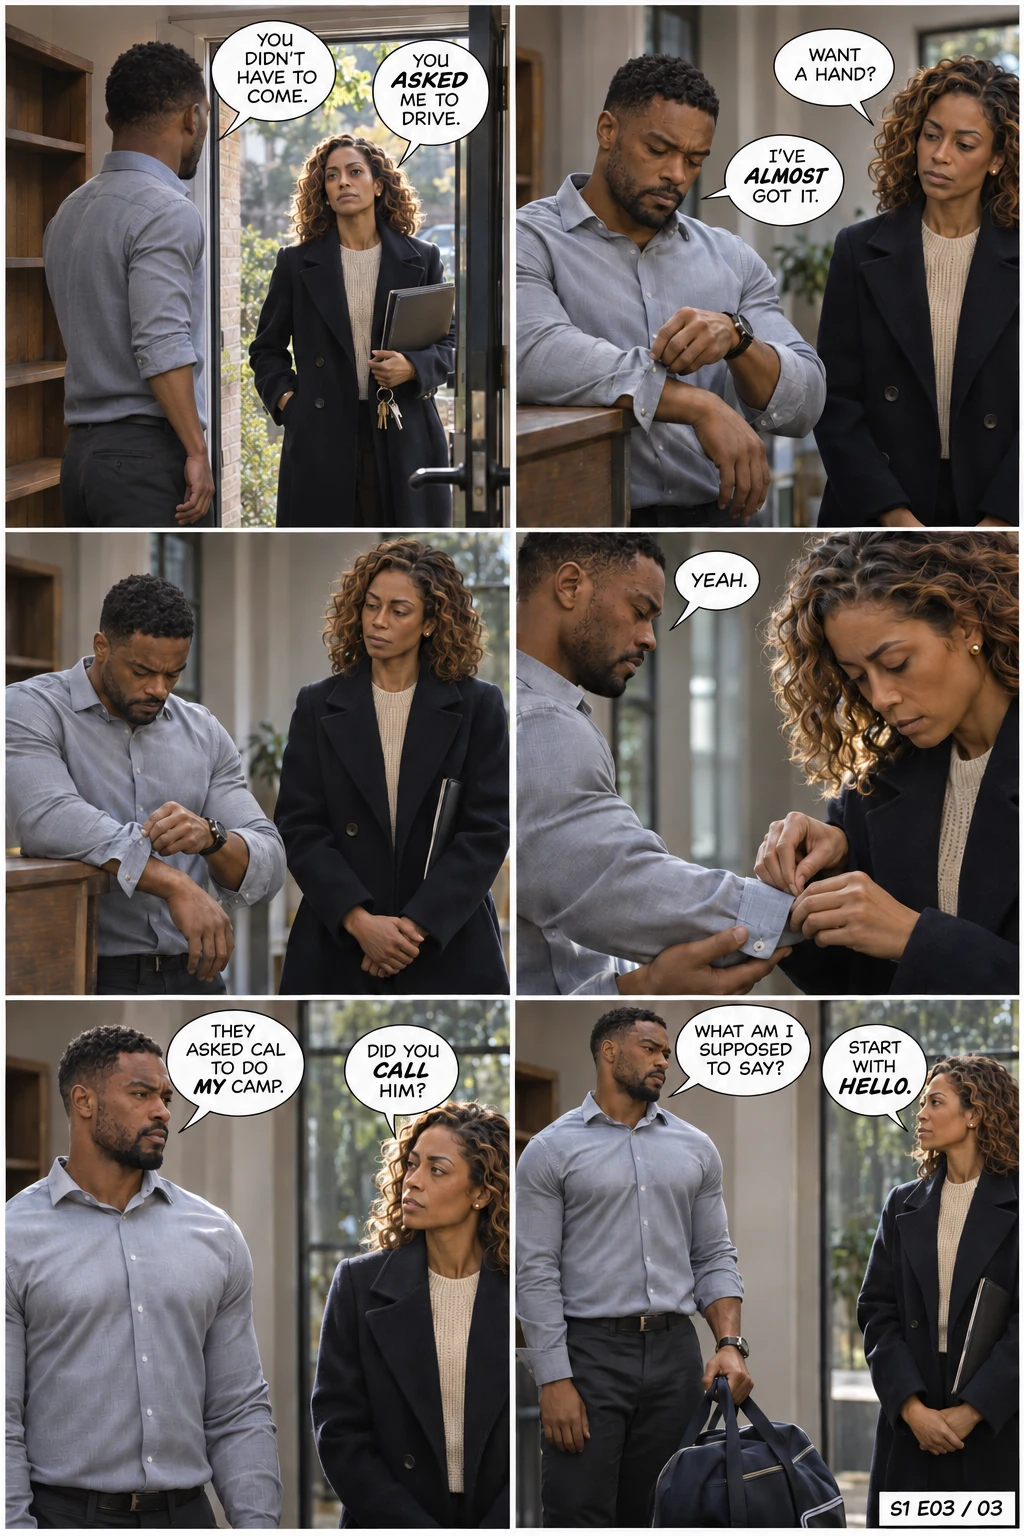 YOU
DIDN'T
HAVE TO
COME.
YOU
ASKED
ME TO
DRIVE.
WANT
A HAND?
I'VE
ALMOST
GOT IT.
YEAH.
THEY
ASKED CAL
TO DO
MY CAMP.
DID YOU
CALL
HIM?
WHAT AM I
SUPPOSED
TO SAY?
START
WITH
HELLO.
S1 E03 / 03